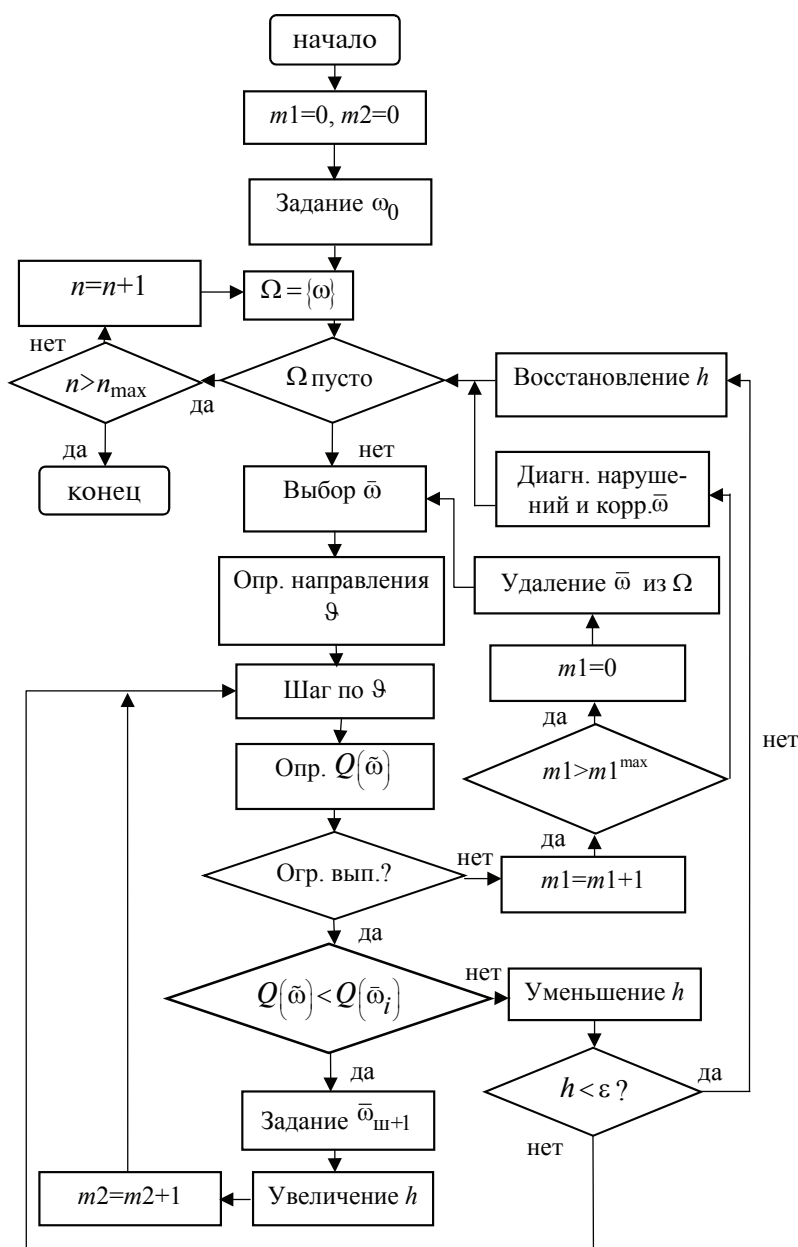 начало
m1=0, m2=0
Задание ω₀
n=n+1
Ω={ω}
нет
n>nmax
да
Ω пусто
Восстановление h
да
нет
конец
Выбор ω̄
Диагн. наруше-
ний и корр.ω̄
Опр. направления
ϑ
Удаление ω̄ из Ω
Шаг по ϑ
m1=0
да
нет
Опр. Q(ω̃)
m1>m1max
да
Огр. вып.?
нет
m1=m1+1
да
Q(ω̃)<Q(ω̄i)
нет
Уменьшение h
да
h<ε?
да
Задание ω̄ш+1
нет
m2=m2+1
Увеличение h